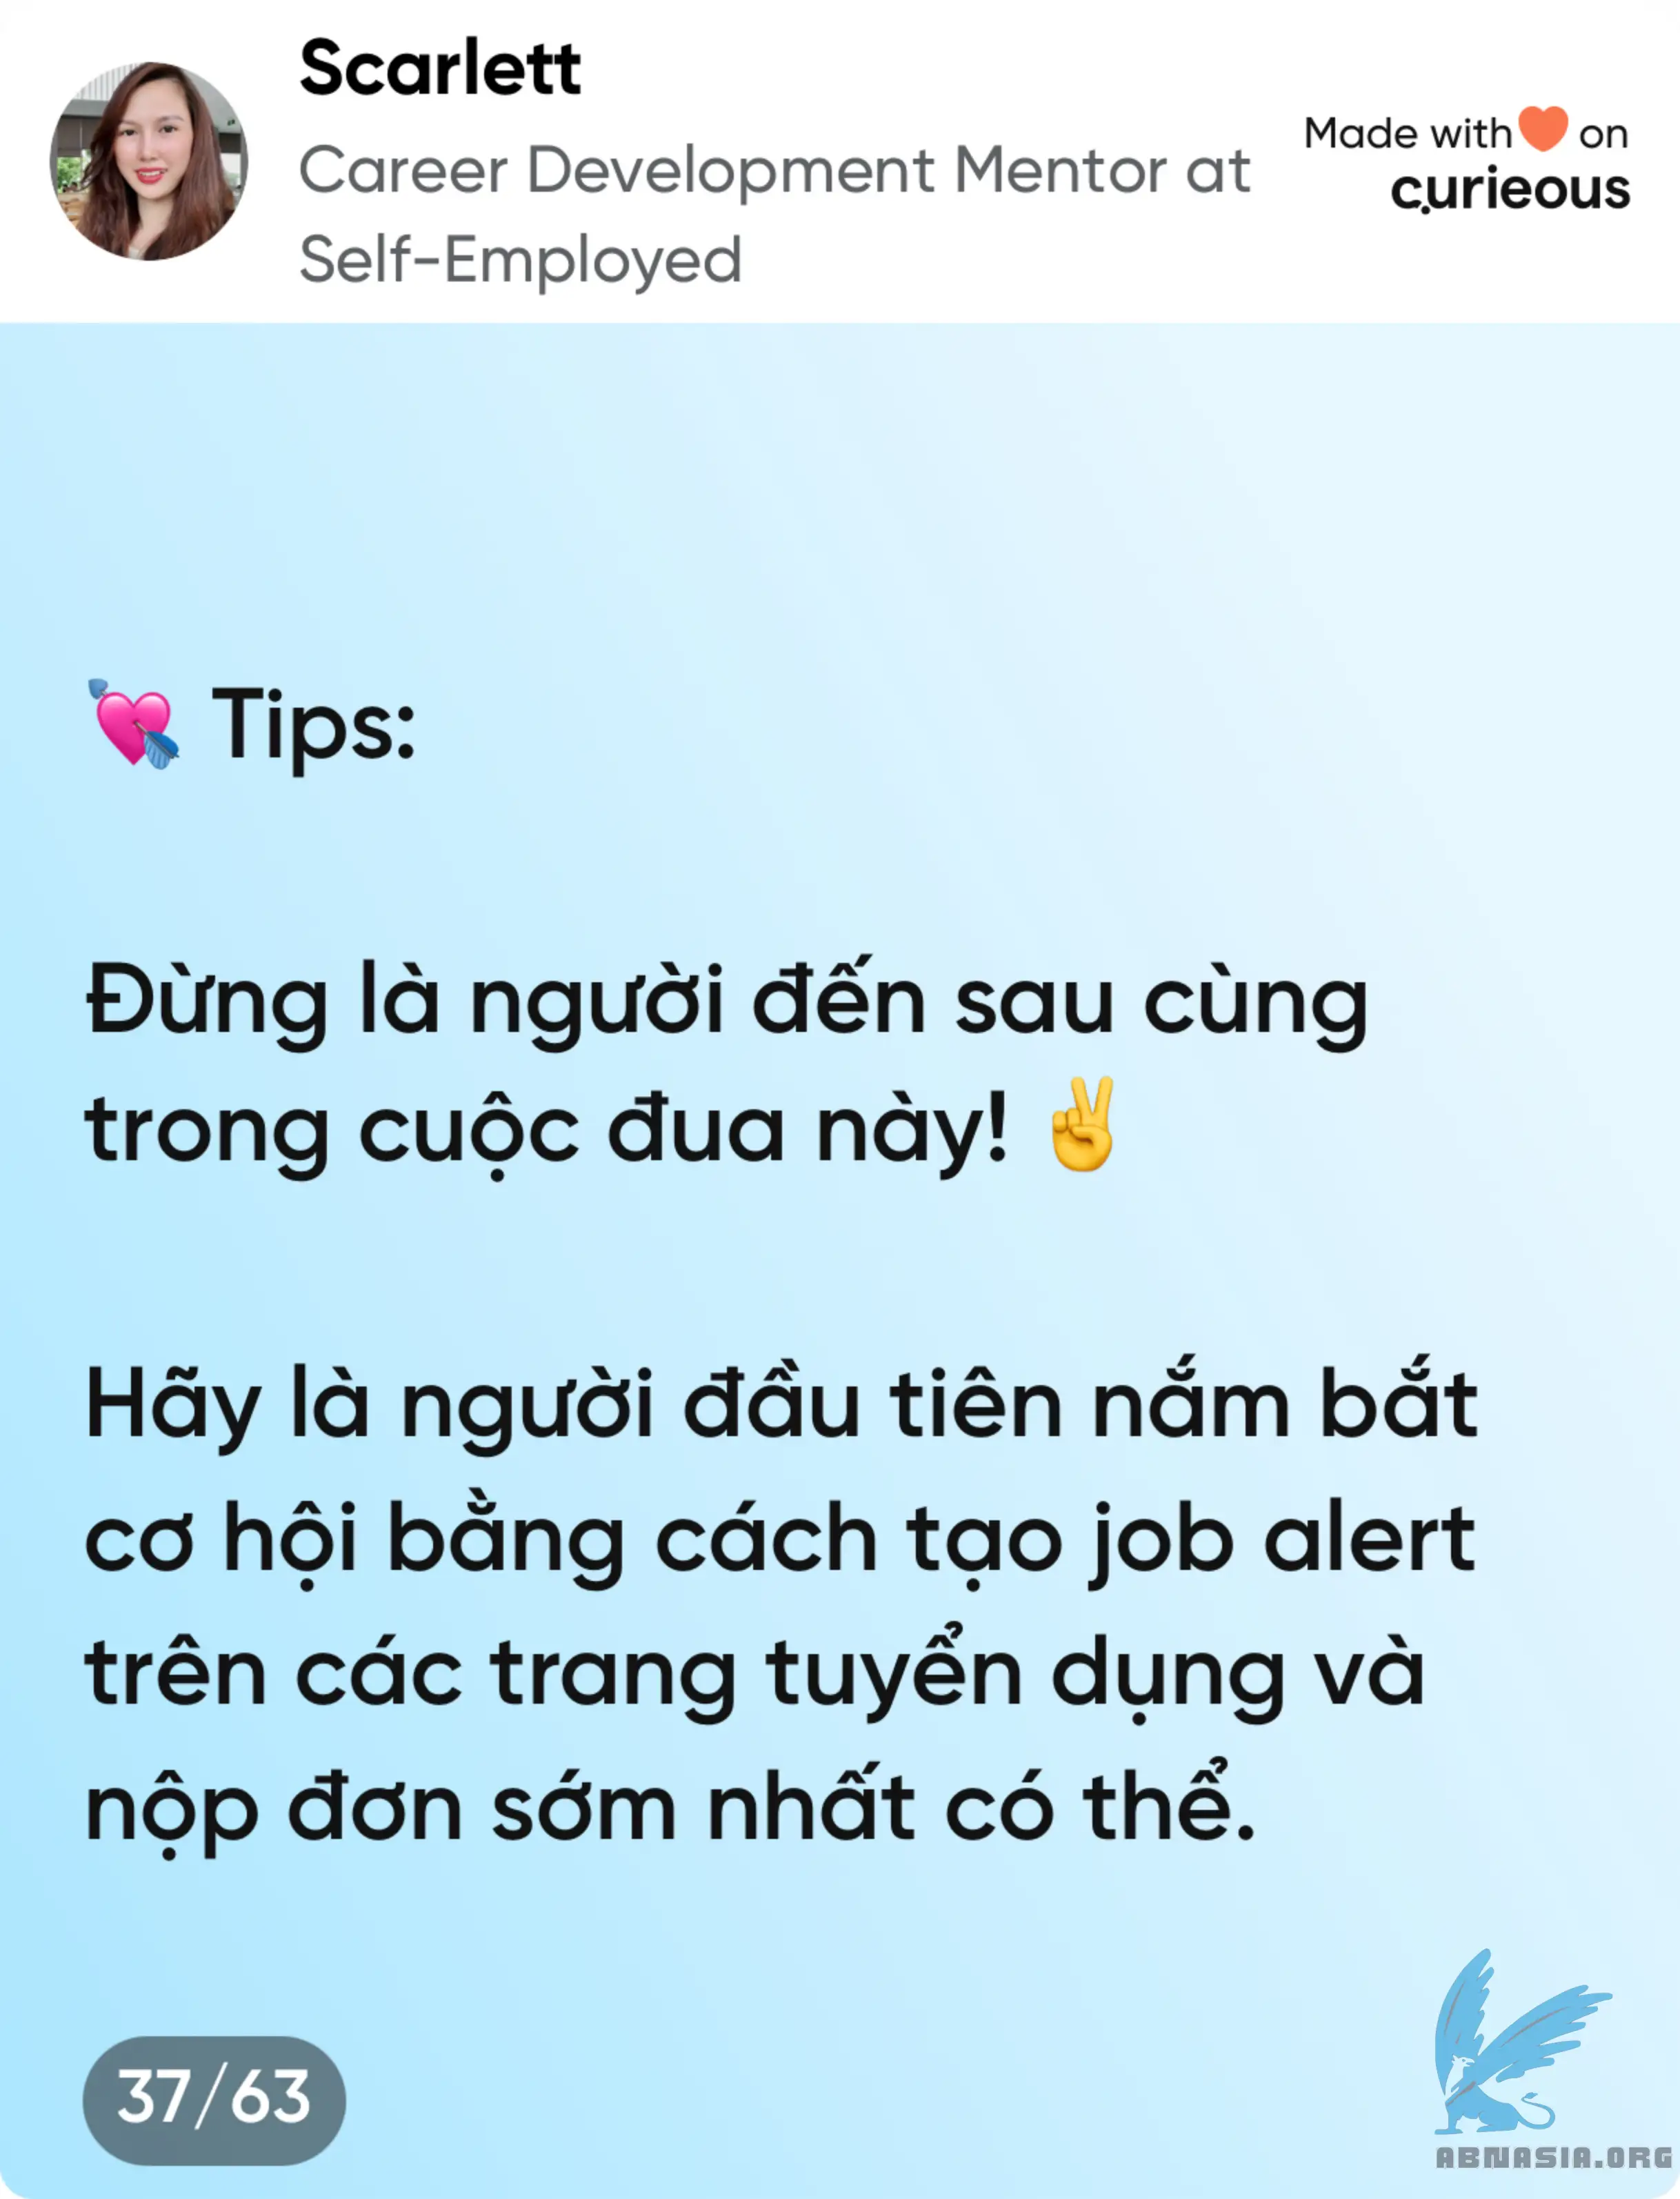 Scarlett
Career Development Mentor at
Self-Employed
Made with🧡on
curieous
💘 Tips:
Đừng là người đến sau cùng
trong cuộc đua này! ✌️
Hãy là người đầu tiên nắm bắt
cơ hội bằng cách tạo job alert
trên các trang tuyển dụng và
nộp đơn sớm nhất có thể.
37/63
ABNASIA.ORG